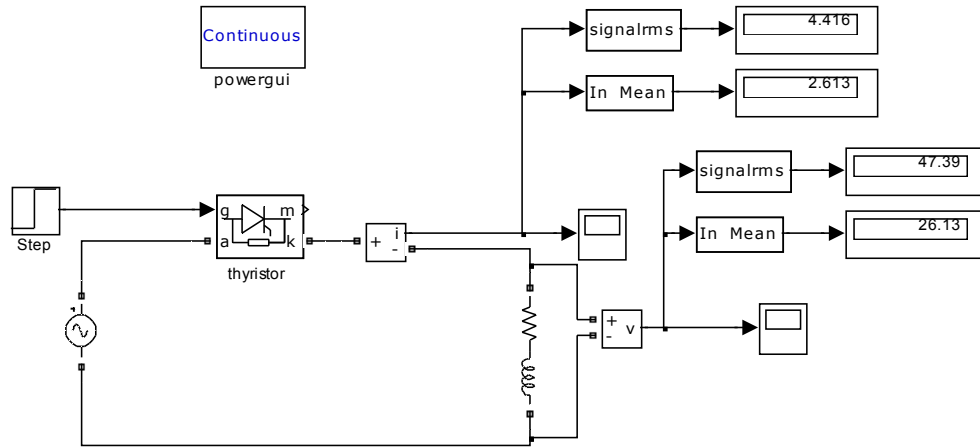 Continuous
powergui
signalrms
4.416
In Mean
2.613
signalrms
47.39
In Mean
26.13
Step
g m
a k
thyristor
+ i
-
+
- v